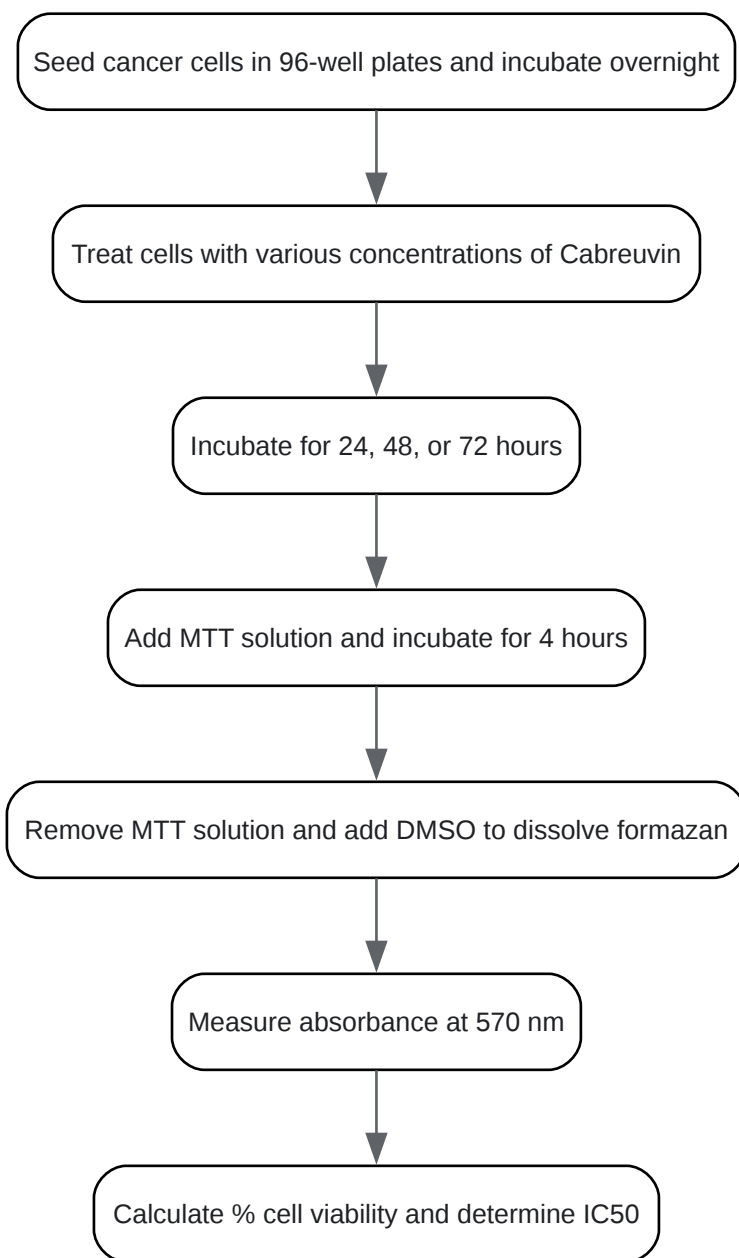 Seed cancer cells in 96-well plates and incubate overnight
Treat cells with various concentrations of Cabreuvin
Incubate for 24, 48, or 72 hours
Add MTT solution and incubate for 4 hours
Remove MTT solution and add DMSO to dissolve formazan
Measure absorbance at 570 nm
Calculate % cell viability and determine IC50